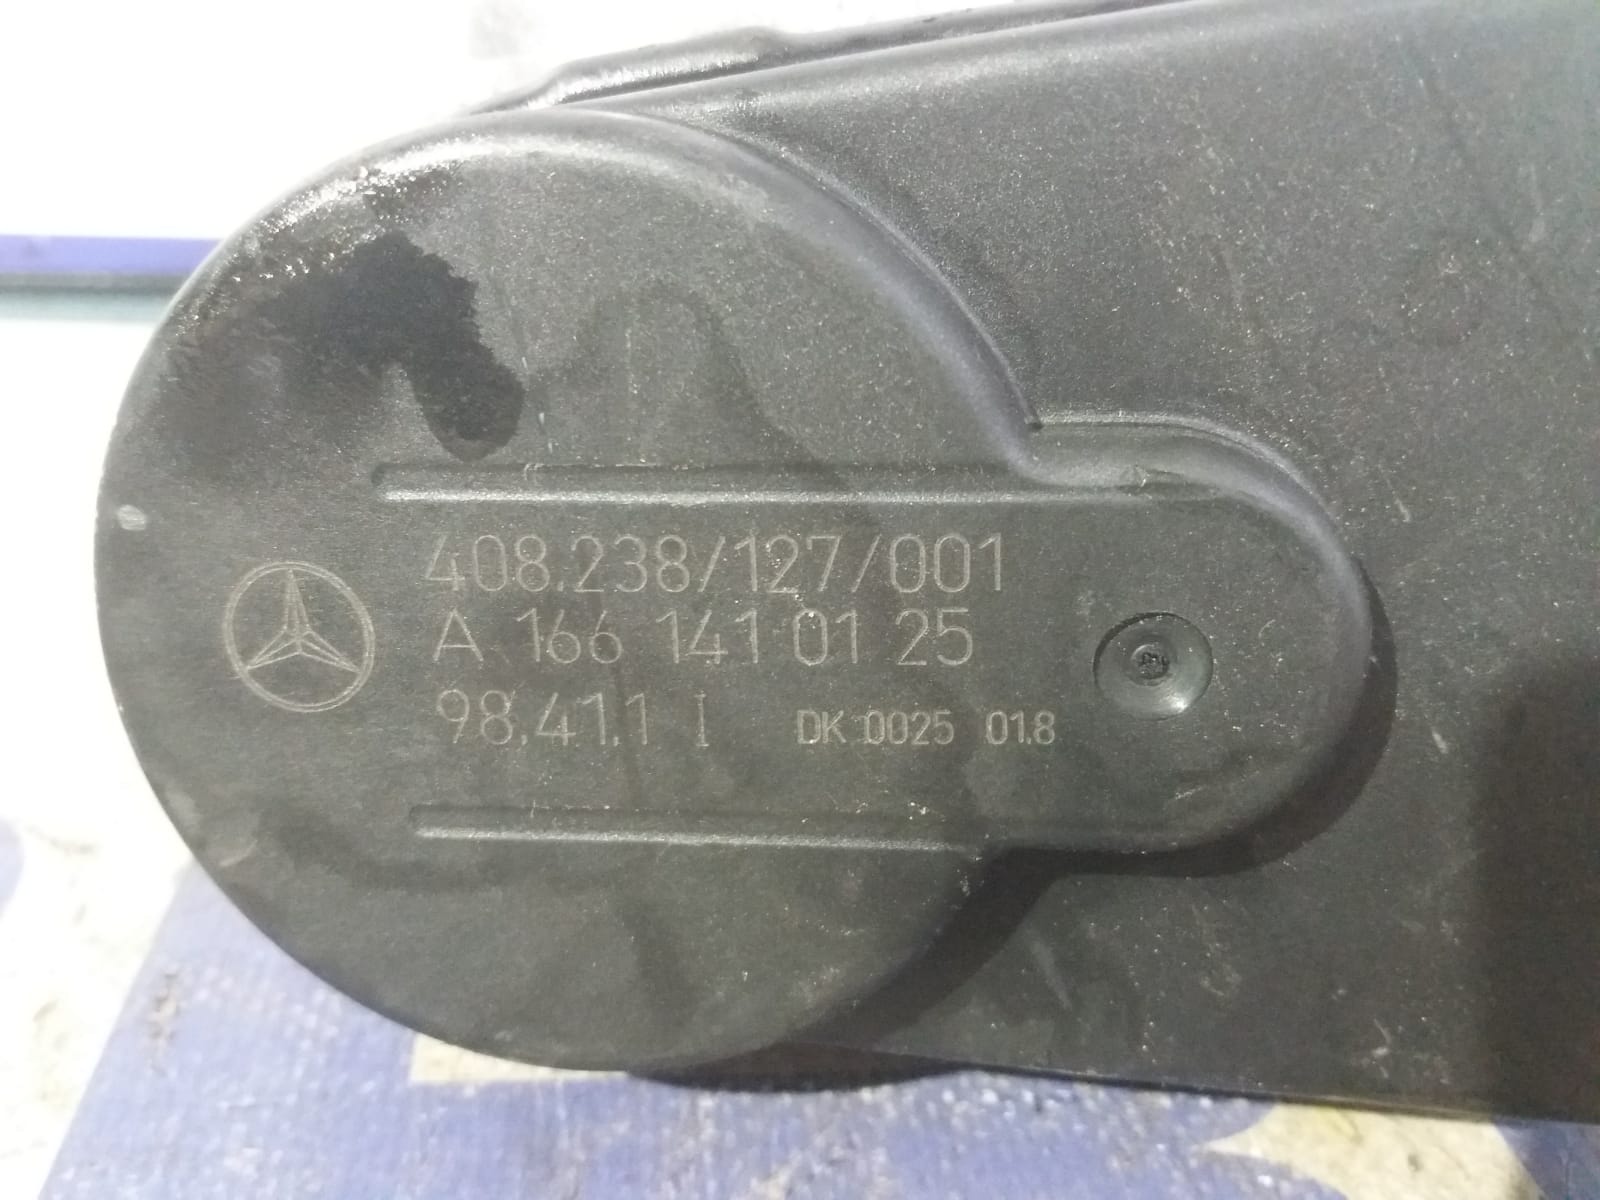 408.238/127/001
A 166 141 01 25
98.41.1 I DK 0025 01.8